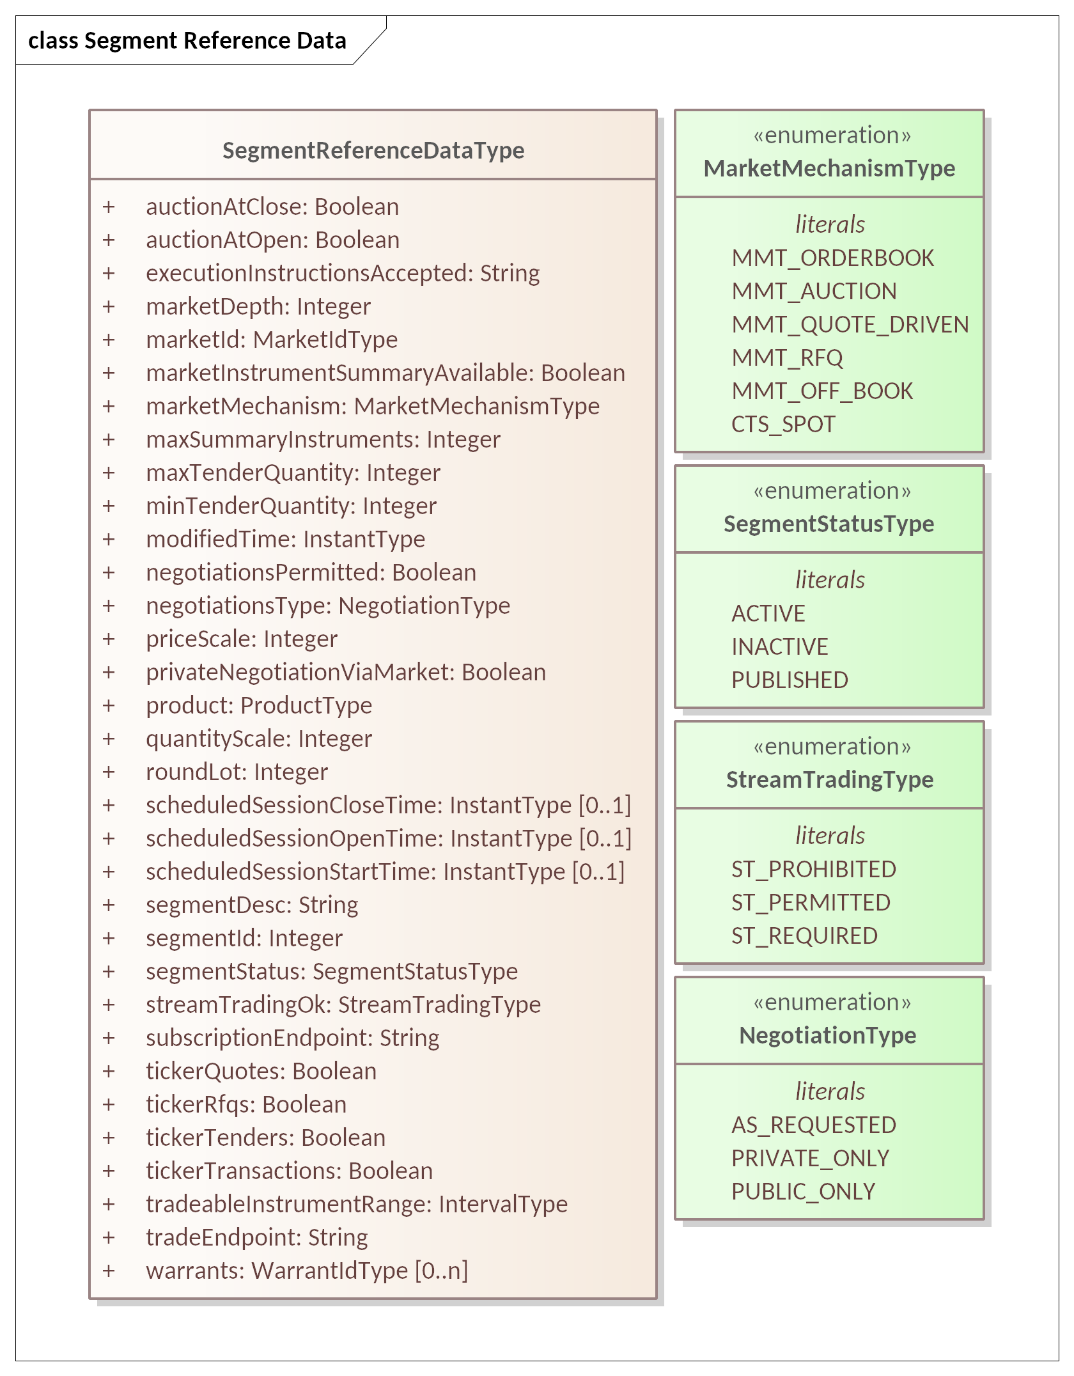 class Segment Reference Data
SegmentReferenceDataType
+ auctionAtClose: Boolean
+ auctionAtOpen: Boolean
+ executionInstructionsAccepted: String
+ marketDepth: Integer
+ marketId: MarketIdType
+ marketInstrumentSummaryAvailable: Boolean
+ marketMechanism: MarketMechanismType
+ maxSummaryInstruments: Integer
+ maxTenderQuantity: Integer
+ minTenderQuantity: Integer
+ modifiedTime: InstantType
+ negotiationsPermitted: Boolean
+ negotiationsType: NegotiationType
+ priceScale: Integer
+ privateNegotiationViaMarket: Boolean
+ product: ProductType
+ quantityScale: Integer
+ roundLot: Integer
+ scheduledSessionCloseTime: InstantType [0..1]
+ scheduledSessionOpenTime: InstantType [0..1]
+ scheduledSessionStartTime: InstantType [0..1]
+ segmentDesc: String
+ segmentId: Integer
+ segmentStatus: SegmentStatusType
+ streamTradingOk: StreamTradingType
+ subscriptionEndpoint: String
+ tickerQuotes: Boolean
+ tickerRfqs: Boolean
+ tickerTenders: Boolean
+ tickerTransactions: Boolean
+ tradeableInstrumentRange: IntervalType
+ tradeEndpoint: String
+ warrants: WarrantIdType [0..n]
«enumeration»
MarketMechanismType
literals
MMT_ORDERBOOK
MMT_AUCTION
MMT_QUOTE_DRIVEN
MMT_RFQ
MMT_OFF_BOOK
CTS_SPOT
«enumeration»
SegmentStatusType
literals
ACTIVE
INACTIVE
PUBLISHED
«enumeration»
StreamTradingType
literals
ST_PROHIBITED
ST_PERMITTED
ST_REQUIRED
«enumeration»
NegotiationType
literals
AS_REQUESTED
PRIVATE_ONLY
PUBLIC_ONLY